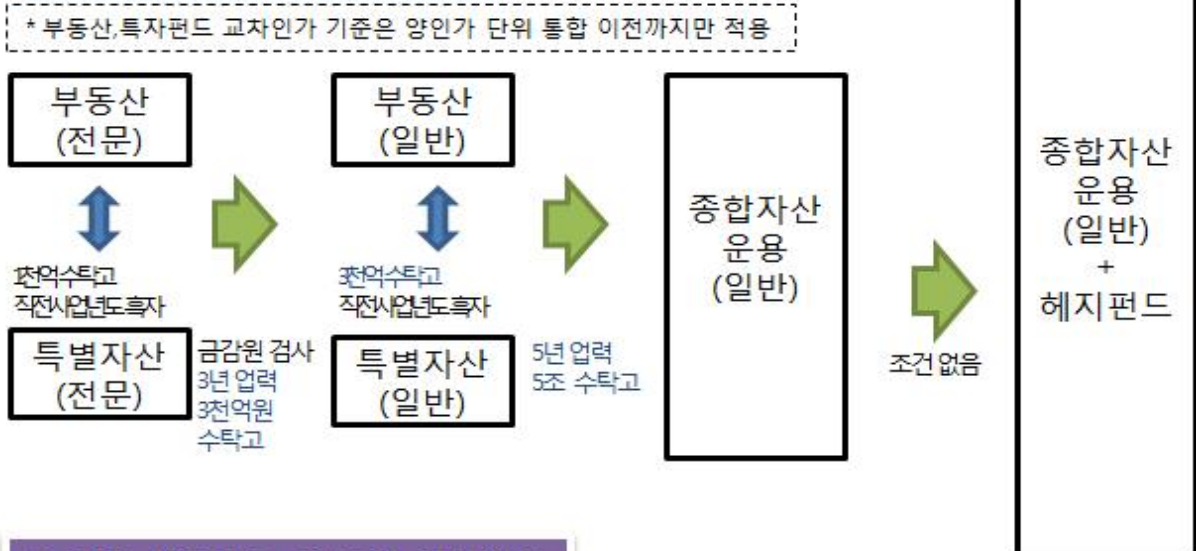 * 부동산,특자펀드 교차인가 기준은 양인가 단위 통합 이전까지만 적용
부동산
(전문)
1천억수탁고
직전사업년도흑자
특별자산
(전문)
금감원 검사
3년 업력
3천억원
수탁고
부동산
(일반)
3천억수탁고
직전사업년도흑자
특별자산
(일반)
5년 업력
5조 수탁고
종합자산
운용
(일반)
조건 없음
종합자산
운용
(일반)
+
헤지펀드